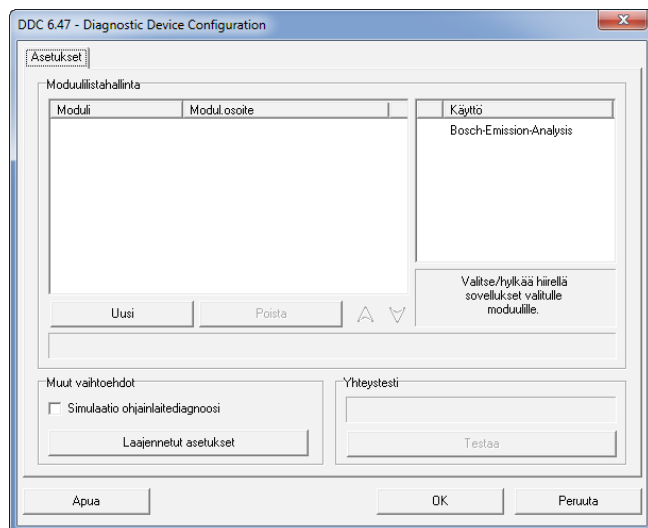 DDC 6.47 - Diagnostic Device Configuration
Asetukset
Moduulilistahallinta
Moduli Modul.osoite
Käyttö
Bosch-Emission-Analysis
Valitse/hylkää hiirellä
sovellukset valitulle
moduulille.
Uusi Poista
Muut vaihtoehdot
Simulaatio ohjainlaitediagnoosi
Laajennetut asetukset
Yhteystesti
Testaa
Apua OK Peruuta